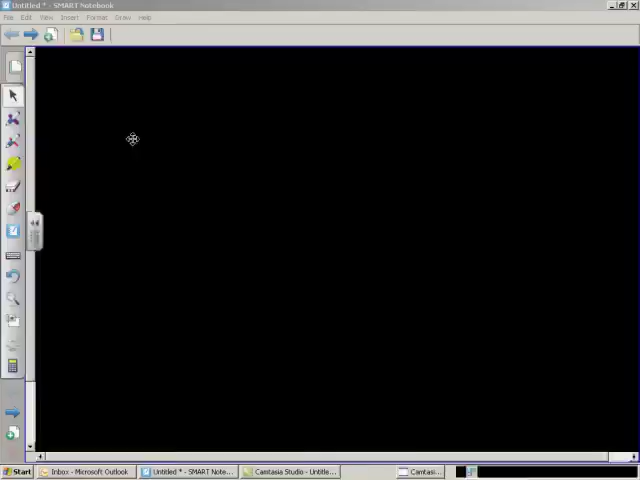 Untitled * - SMART Notebook
File Edit View Insert Format Draw Help
Start
Inbox - Microsoft Outlook
Untitled * - SMART Note...
Camtasia Studio - Untitle...
Camtasi...